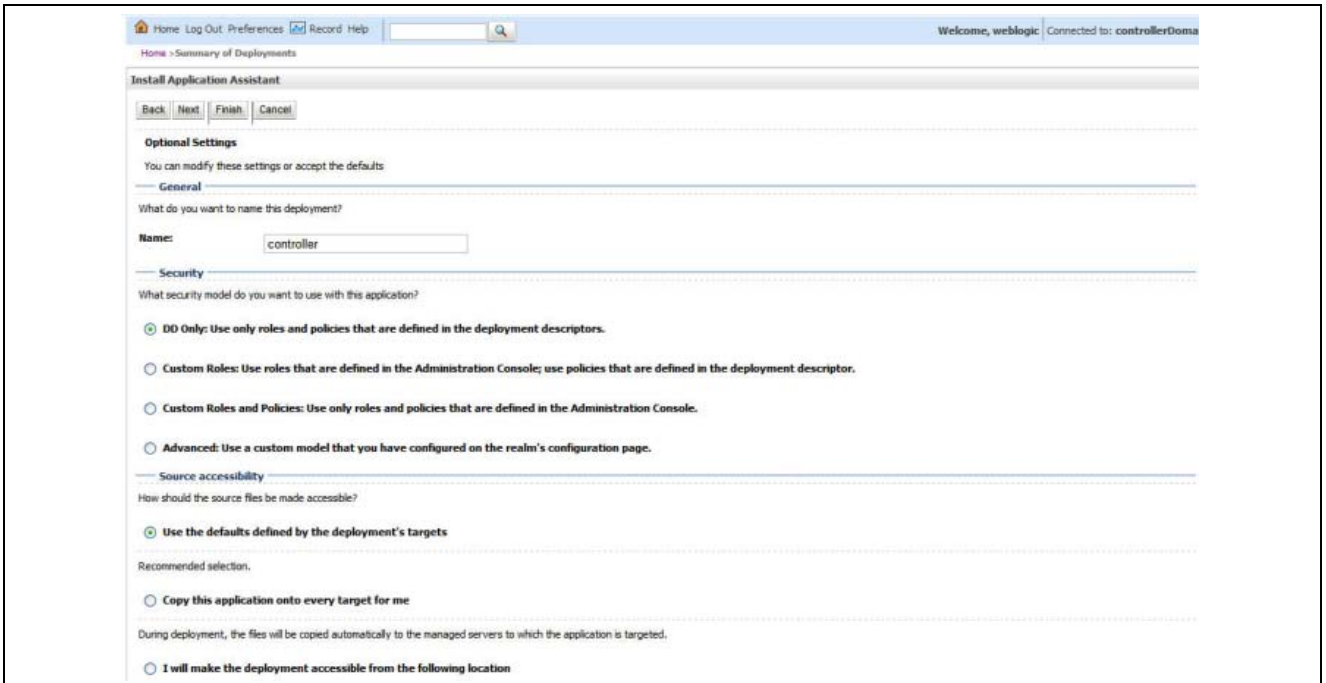 Home Log Out Preferences Record Help Welcome, weblogic Connected to: controllerDoma
Home > Summary of Deployments
Install Application Assistant
Back Next Finish Cancel
Optional Settings
You can modify these settings or accept the defaults
General
What do you want to name this deployment?
Name: controller
Security
What security model do you want to use with this application?
DD Only: Use only roles and policies that are defined in the deployment descriptors.
Custom Roles: Use roles that are defined in the Administration Console; use policies that are defined in the deployment descriptor.
Custom Roles and Policies: Use only roles and policies that are defined in the Administration Console.
Advanced: Use a custom model that you have configured on the realm's configuration page.
Source accessibility
How should the source files be made accessible?
Use the defaults defined by the deployment's targets
Recommended selection.
Copy this application onto every target for me
During deployment, the files will be copied automatically to the managed servers to which the application is targeted.
I will make the deployment accessible from the following location